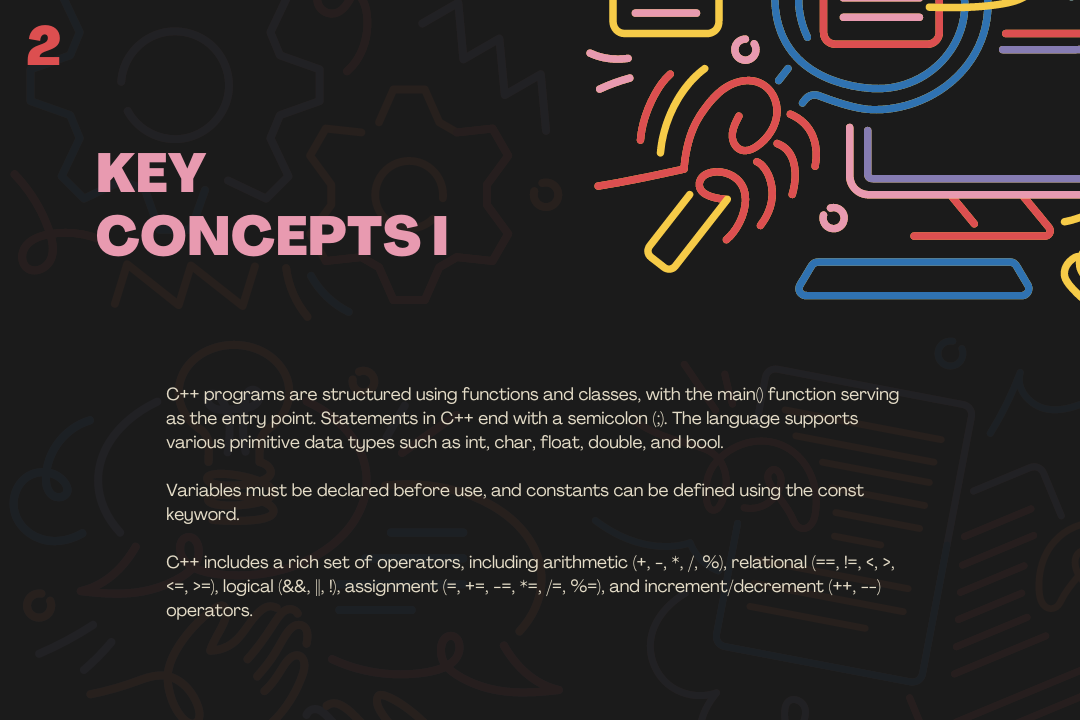 2
KEY
CONCEPTS I
C++ programs are structured using functions and classes, with the main() function serving
as the entry point. Statements in C++ end with a semicolon (;). The language supports
various primitive data types such as int, char, float, double, and bool.
Variables must be declared before use, and constants can be defined using the const
keyword.
C++ includes a rich set of operators, including arithmetic (+, -, *, /, %), relational (==, !=, <, >,
<=, >=), logical (&&, ||, !), assignment (=, +=, -=, *=, /=, %=), and increment/decrement (++, --)
operators.